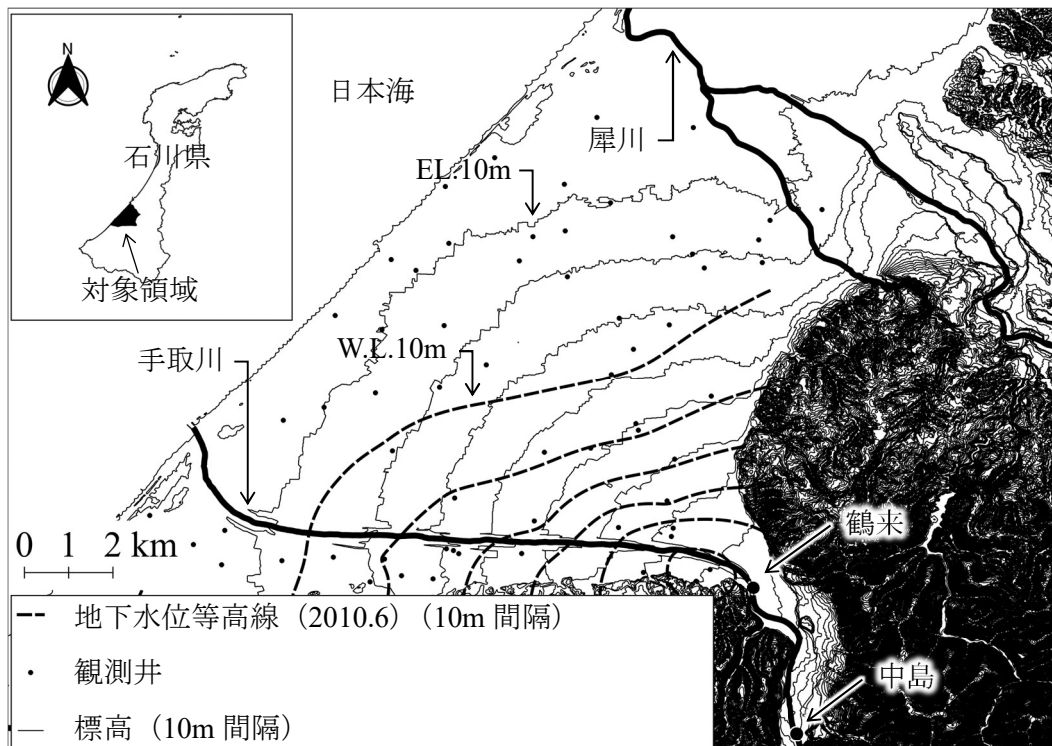 N
石川県
対象領域
日本海
犀川
EL.10m
手取川
W.L.10m
鶴来
中島
0 1 2 km
地下水位等高線（2010.6）（10m 間隔）
観測井
標高（10m 間隔）